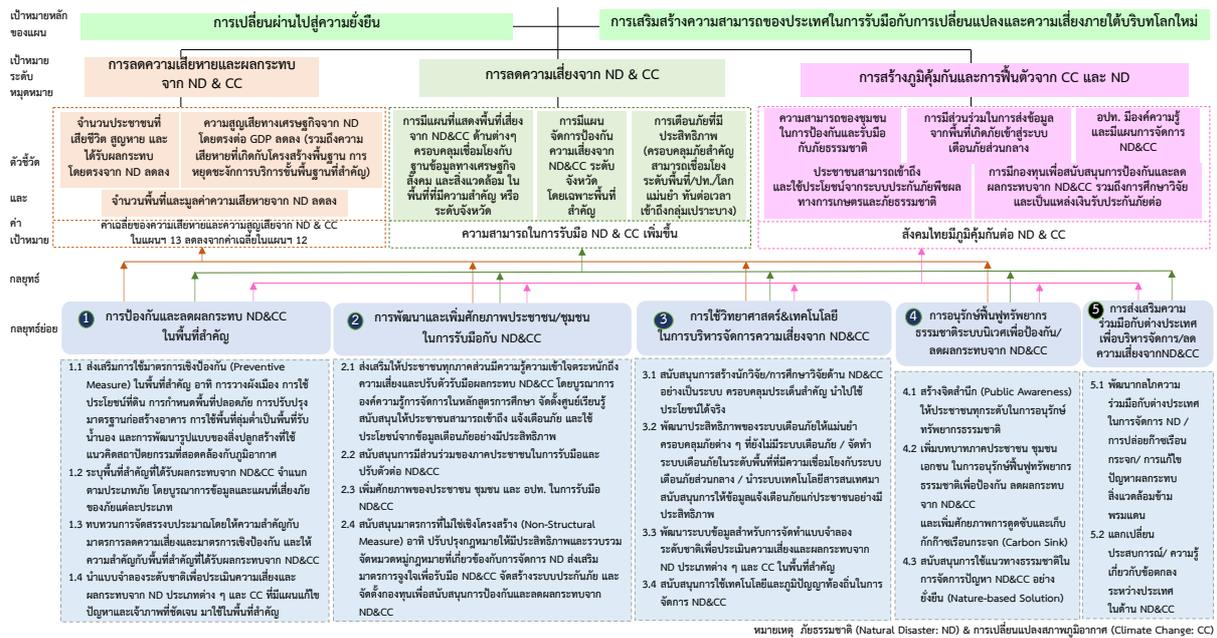 เป้าหมายหลัก
ของแผน
การเปลี่ยนผ่านไปสู่ความยั่งยืน
การเสริมสร้างความสามารถของประเทศในการรับมือกับการเปลี่ยนแปลงและความเสี่ยงภายใต้บริบทโลกใหม่
เป้าหมาย
ระดับ
หมุดหมาย
การลดความเสียหายและผลกระทบ
จาก ND & CC
การลดความเสี่ยงจาก ND & CC
การสร้างภูมิคุ้มกันและการฟื้นตัวจาก CC และ ND
ตัวชี้วัด
และ
ค่า
เป้าหมาย
จำนวนประชาชนที่
เสียชีวิต สูญหาย และ
ได้รับผลกระทบ
โดยตรงจาก ND ลดลง
ความสูญเสียทางเศรษฐกิจจาก ND
โดยตรงต่อ GDP ลดลง (รวมถึงความ
เสียหายที่เกิดกับโครงสร้างพื้นฐาน การ
หยุดชะงักการบริการขั้นพื้นฐานที่สำคัญ)
จำนวนพื้นที่และมูลค่าความเสียหายจาก ND ลดลง
ค่าเฉลี่ยของความเสียหายและความสูญเสียจาก ND & CC
ในแผนฯ 13 ลดลงจากค่าเฉลี่ยในแผนฯ 12
การมีแผนที่แสดงพื้นที่เสี่ยง
จาก ND&CC ด้านต่างๆ
ครอบคลุมเชื่อมโยงกับ
ฐานข้อมูลทางเศรษฐกิจ
สังคม และสิ่งแวดล้อม ใน
พื้นที่ที่มีความสำคัญ หรือ
ระดับจังหวัด
การมีแผน
จัดการป้องกัน
ความเสี่ยงจาก
ND&CC ระดับ
จังหวัด
โดยเฉพาะพื้นที่
สำคัญ
การเตือนภัยที่มี
ประสิทธิภาพ
(ครอบคลุมภัยสำคัญ
สามารถเชื่อมโยง
ระดับพื้นที่/ปท./โลก
แม่นยำ ทันต่อเวลา
เข้าถึงกลุ่มเปราะบาง)
ความสามารถในการรับมือ ND & CC เพิ่มขึ้น
ความสามารถของชุมชน
ในการป้องกันและรับมือ
กับภัยธรรมชาติ
การมีส่วนร่วมในการส่งข้อมูล
จากพื้นที่เกิดภัยเข้าสู่ระบบ
เตือนภัยส่วนกลาง
อปท. มีองค์ความรู้
และมีแผนการจัดการ
ND&CC
ประชาชนสามารถเข้าถึง
และใช้ประโยชน์จากระบบประกันภัยพืชผล
ทางการเกษตรและภัยธรรมชาติ
การมีกองทุนเพื่อสนับสนุนการป้องกันและลด
ผลกระทบจาก ND&CC รวมถึงการศึกษาวิจัย
และเป็นแหล่งเงินรับประกันภัยต่อ
สังคมไทยมีภูมิคุ้มกันต่อ ND & CC
กลยุทธ์
กลยุทธ์ย่อย
1 การป้องกันและลดผลกระทบ ND&CC
ในพื้นที่สำคัญ
2 การพัฒนาและเพิ่มศักยภาพประชาชน/ชุมชน
ในการรับมือกับ ND&CC
3 การใช้วิทยาศาสตร์&เทคโนโลยี
ในการบริหารจัดการความเสี่ยงจาก ND&CC
4 การอนุรักษ์ฟื้นฟูทรัพยากร
ธรรมชาติระบบนิเวศเพื่อป้องกัน/
ลดผลกระทบจาก ND&CC
5 การส่งเสริมความ
ร่วมมือกับต่างประเทศ
เพื่อบริหารจัดการ/ลด
ความเสี่ยงจากND&CC
1.1 ส่งเสริมการใช้มาตรการเชิงป้องกัน (Preventive
Measure) ในพื้นที่สำคัญ อาทิ การวางผังเมือง การใช้
ประโยชน์ที่ดิน การกำหนดพื้นที่ปลอดภัย การปรับปรุง
มาตรฐานก่อสร้างอาคาร การใช้พื้นที่ลุ่มต่ำเป็นพื้นที่รับ
น้ำนอง และการพัฒนารูปแบบของสิ่งปลูกสร้างที่ใช้
แนวคิดสถาปัตยกรรมที่สอดคล้องกับภูมิอากาศ
1.2 ระบุพื้นที่สำคัญที่ได้รับผลกระทบจาก ND&CC จำแนก
ตามประเภทภัย โดยบูรณาการข้อมูลและแผนที่เสี่ยงภัย
ของภัยแต่ละประเภท
1.3 ทบทวนการจัดสรรงบประมาณโดยให้ความสำคัญกับ
มาตรการลดความเสี่ยงและมาตรการเชิงป้องกัน และให้
ความสำคัญกับพื้นที่สำคัญที่ได้รับผลกระทบจาก ND&CC
1.4 นำแบบจำลองระดับชาติเพื่อประเมินความเสี่ยงและ
ผลกระทบจาก ND ประเภทต่าง ๆ และ CC ที่มีแผนแก้ไข
ปัญหาและเจ้าภาพที่ชัดเจน มาใช้ในพื้นที่สำคัญ
2.1 ส่งเสริมให้ประชาชนทุกภาคส่วนมีความรู้ความเข้าใจตระหนักถึง
ความเสี่ยงและปรับตัวรับมือผลกระทบ ND&CC โดยบูรณาการ
องค์ความรู้การจัดการในหลักสูตรการศึกษา จัดตั้งศูนย์เรียนรู้
สนับสนุนให้ประชาชนสามารถเข้าถึง แจ้งเตือนภัย และใช้
ประโยชน์จากข้อมูลเตือนภัยอย่างมีประสิทธิภาพ
2.2 สนับสนุนการมีส่วนร่วมของภาคประชาชนในการรับมือและ
ปรับตัวต่อ ND&CC
2.3 เพิ่มศักยภาพของประชาชน ชุมชน และ อปท. ในการรับมือ
ND&CC
2.4 สนับสนุนมาตรการที่ไม่ใช่เชิงโครงสร้าง (Non-Structural
Measure) อาทิ ปรับปรุงกฎหมายให้มีประสิทธิภาพและรวบรวม
จัดหมวดหมู่กฎหมายที่เกี่ยวข้องกับการจัดการ ND ส่งเสริม
มาตรการจูงใจเพื่อรับมือ ND&CC จัดสร้างระบบประกันภัย และ
จัดตั้งกองทุนเพื่อสนับสนุนการป้องกันและลดผลกระทบจาก
ND&CC
3.1 สนับสนุนการสร้างนักวิจัย/การศึกษาวิจัยด้าน ND&CC
อย่างเป็นระบบ ครอบคลุมประเด็นสำคัญ นำไปใช้
ประโยชน์ได้จริง
3.2 พัฒนาประสิทธิภาพของระบบเตือนภัยให้แม่นยำ
ครอบคลุมภัยต่าง ๆ ที่ยังไม่มีระบบเตือนภัย / จัดทำ
ระบบเตือนภัยในระดับพื้นที่ที่มีความเชื่อมโยงกับระบบ
เตือนภัยส่วนกลาง / นำระบบเทคโนโลยีสารสนเทศมา
สนับสนุนการให้ข้อมูลแจ้งเตือนภัยแก่ประชาชนอย่างมี
ประสิทธิภาพ
3.3 พัฒนาระบบข้อมูลสำหรับการจัดทำแบบจำลอง
ระดับชาติเพื่อประเมินความเสี่ยงและผลกระทบจาก
ND ประเภทต่าง ๆ และ CC ในพื้นที่สำคัญ
3.4 สนับสนุนการใช้เทคโนโลยีและภูมิปัญญาท้องถิ่นในการ
จัดการ ND&CC
4.1 สร้างจิตสำนึก (Public Awareness)
ให้ประชาชนทุกระดับในการอนุรักษ์
ทรัพยากรธรรมชาติ
4.2 เพิ่มบทบาทภาคประชาชน ชุมชน
เอกชน ในการอนุรักษ์ฟื้นฟูทรัพยากร
ธรรมชาติเพื่อป้องกัน ลดผลกระทบ
จาก ND&CC
และเพิ่มศักยภาพการดูดซับและเก็บ
กักก๊าซเรือนกระจก (Carbon Sink)
4.3 สนับสนุนการใช้แนวทางธรรมชาติใน
การจัดการปัญหา ND&CC อย่าง
ยั่งยืน (Nature-based Solution)
5.1 พัฒนากลไกความ
ร่วมมือกับต่างประเทศ
ในการจัดการ ND /
การปล่อยก๊าซเรือน
กระจก/ การแก้ไข
ปัญหาผลกระทบ
สิ่งแวดล้อมข้าม
พรมแดน
5.2 แลกเปลี่ยน
ประสบการณ์/ ความรู้
เกี่ยวกับข้อตกลง
ระหว่างประเทศ
ในด้าน ND&CC
หมายเหตุ ภัยธรรมชาติ (Natural Disaster: ND) & การเปลี่ยนแปลงสภาพภูมิอากาศ (Climate Change: CC)